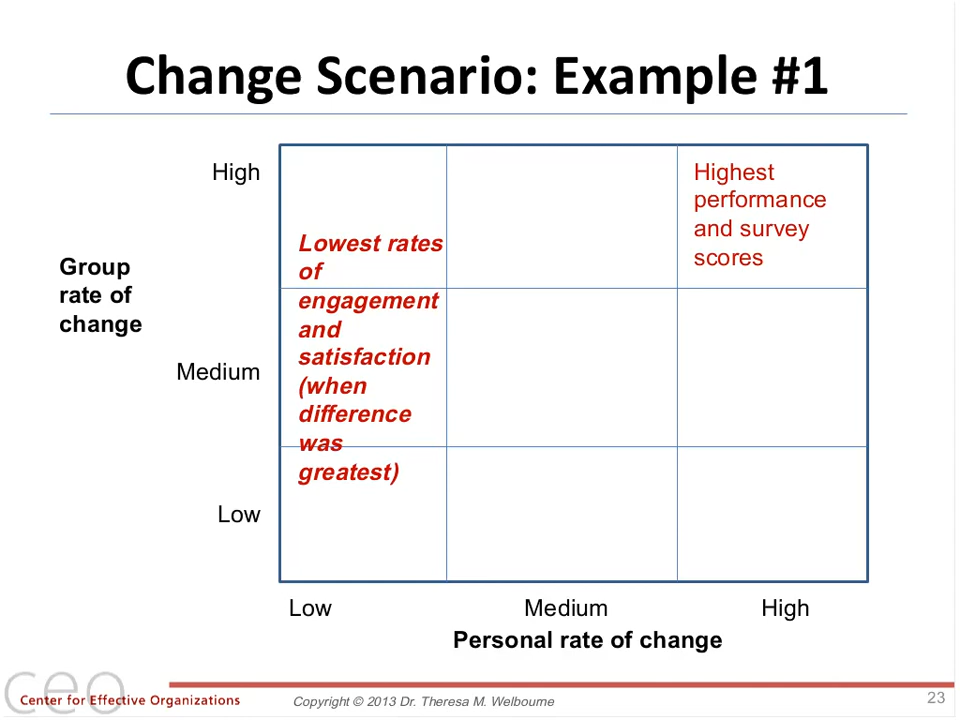 Change Scenario: Example #1
High
Highest
performance
and survey
scores
Lowest rates
of
engagement
and
satisfaction
(when
difference
was
greatest)
Group
rate of
change
Medium
Low
Low
Medium
High
Personal rate of change
ceo
Center for Effective Organizations
Copyright © 2013 Dr. Theresa M. Welbourne
23